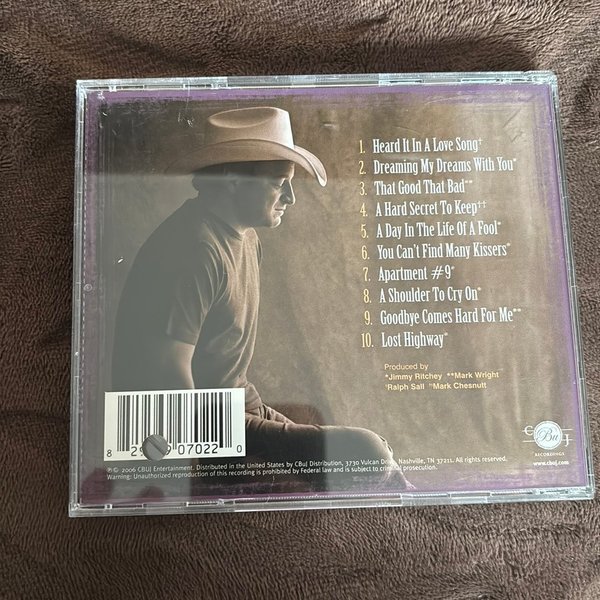 1. Heard It In A Love Song†
2. Dreaming My Dreams With You*
3. That Good That Bad**
4. A Hard Secret To Keep††
5. A Day In The Life Of A Fool*
6. You Can't Find Many Kissers*
7. Apartment #9*
8. A Shoulder To Cry On*
9. Goodbye Comes Hard For Me**
10. Lost Highway*
Produced by
*Jimmy Ritchey **Mark Wright
†Ralph Sall ††Mark Chesnutt
8 07022 0
℗ © 2006 CBUJ Entertainment. Distributed in the United States by CBUJ Distribution, 3730 Vulcan Drive, Nashville, TN 37211. All rights reserved.
Warning: Unauthorized reproduction of this recording is prohibited by Federal law and is subject to criminal prosecution.
C Bu J
RECORDINGS
www.cbuj.com